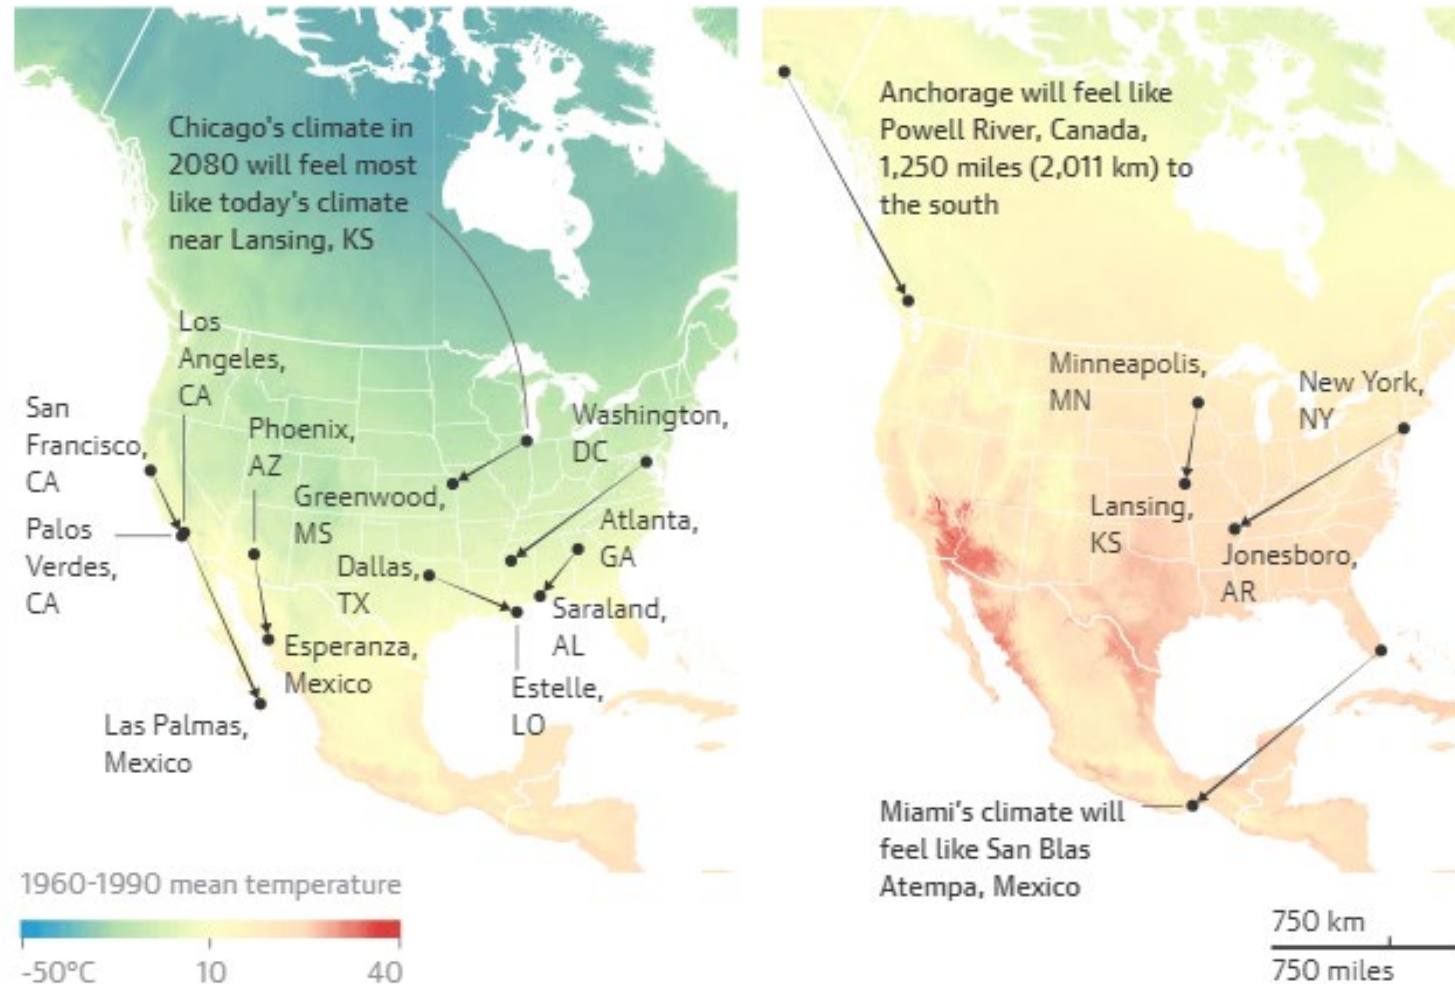 Chicago's climate in
2080 will feel most
like today's climate
near Lansing, KS
Los
Angeles,
CA
San
Francisco,
CA
Phoenix,
AZ
Washington,
DC
Greenwood,
MS
Palos
Verdes,
CA
Atlanta,
GA
Dallas,
TX
Saraland,
AL
Esperanza,
Mexico
Estelle,
LO
Las Palmas,
Mexico
1960-1990 mean temperature
-50°C 10 40
Anchorage will feel like
Powell River, Canada,
1,250 miles (2,011 km) to
the south
Minneapolis,
MN
New York,
NY
Lansing,
KS
Jonesboro,
AR
Miami's climate will
feel like San Blas
Atempa, Mexico
750 km
750 miles